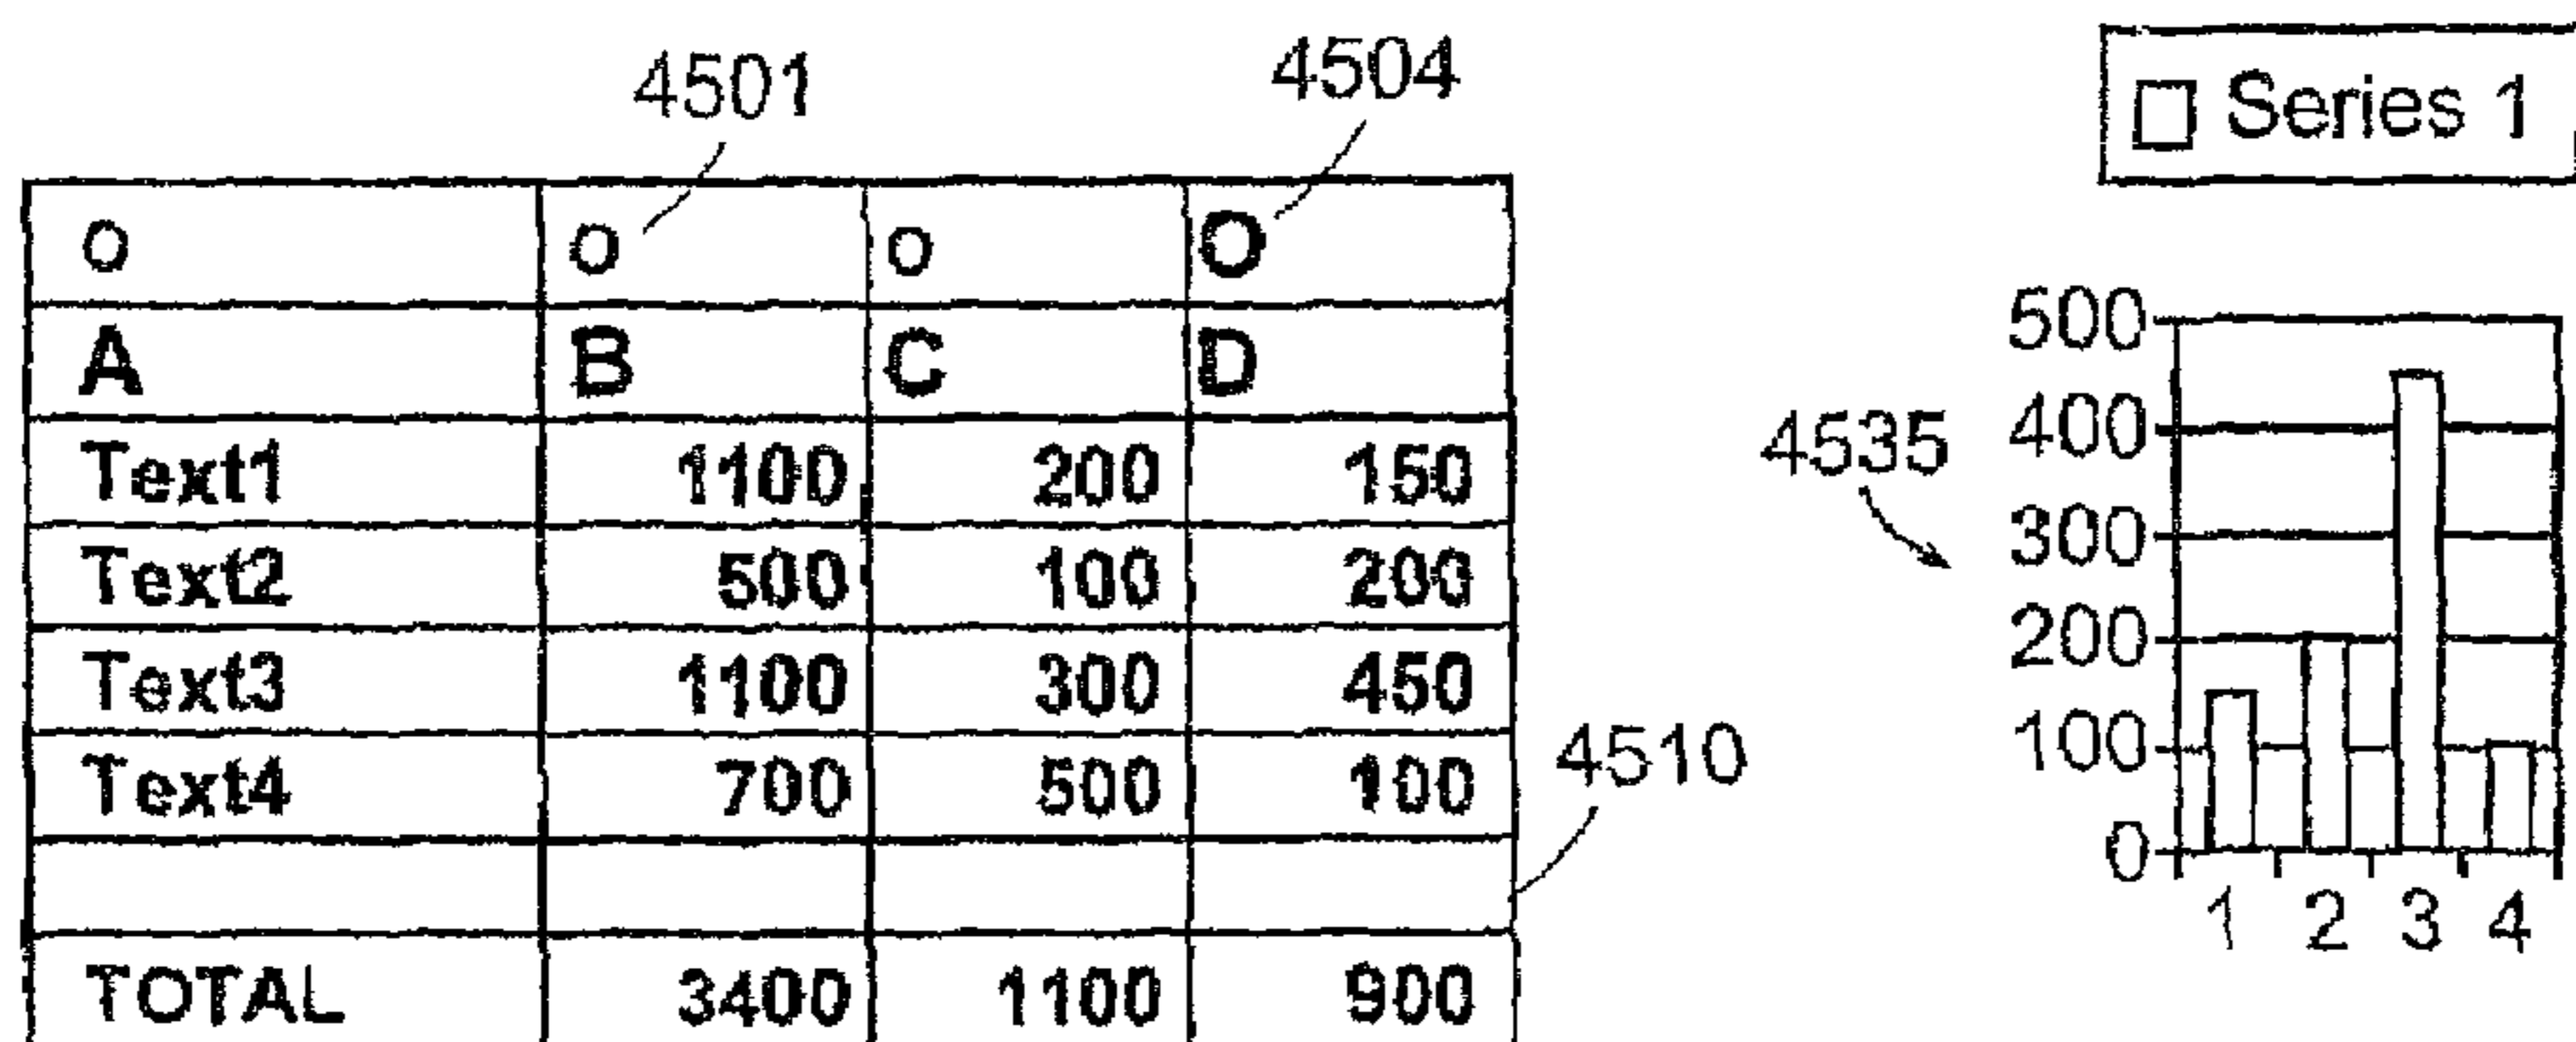 4501 4504
o o o O
A B C D
Text1 1100 200 150
Text2 500 100 200
Text3 1100 300 450
Text4 700 500 100
4510
TOTAL 3400 1100 900
Series 1
4535
500
400
300
200
100
0
1 2 3 4